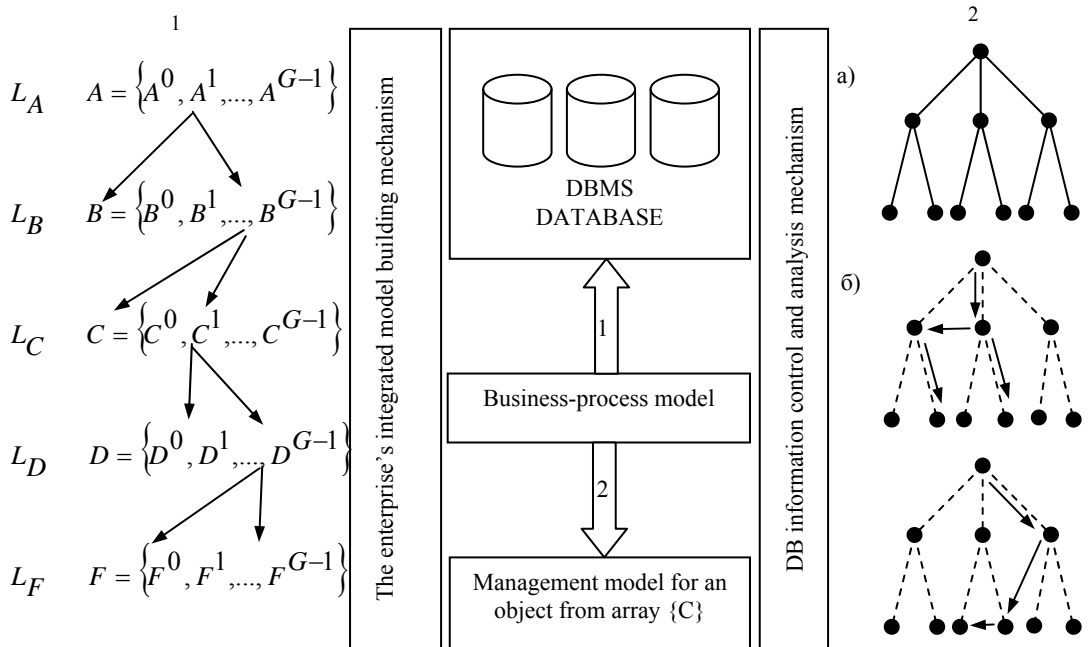 1
L_A A = {A^0, A^1,..., A^{G−1}}
L_B B = {B^0, B^1,..., B^{G−1}}
L_C C = {C^0, C^1,..., C^{G−1}}
L_D D = {D^0, D^1,..., D^{G−1}}
L_F F = {F^0, F^1,..., F^{G−1}}
The enterprise's integrated model building mechanism
DBMS
DATABASE
1
Business-process model
2
Management model for an
object from array {C}
DB information control and analysis mechanism
2
а)
б)